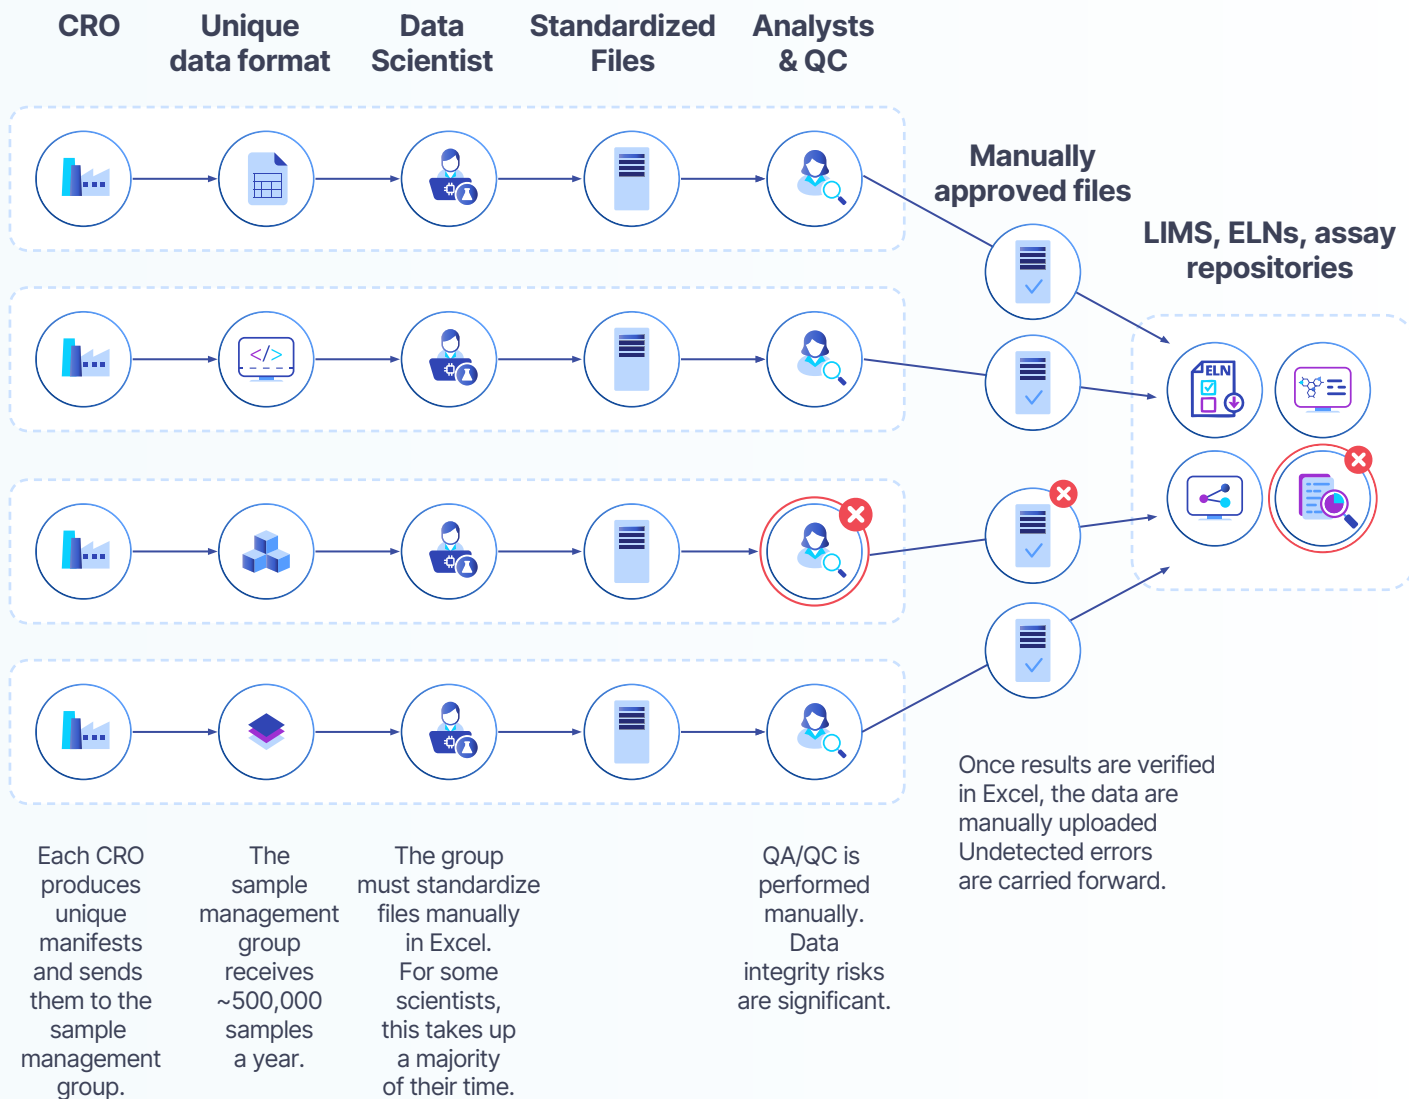 CRO
Unique
data format
Data
Scientist
Standardized
Files
Analysts
& QC
Manually
approved files
LIMS, ELNs, assay
repositories
</>
ELN
Each CRO
produces
unique
manifests
and sends
them to the
sample
management
group.
The
sample
management
group
receives
~500,000
samples
a year.
The group
must standardize
files manually
in Excel.
For some
scientists,
this takes up
a majority
of their time.
QA/QC is
performed
manually.
Data
integrity risks
are significant.
Once results are verified
in Excel, the data are
manually uploaded
Undetected errors
are carried forward.